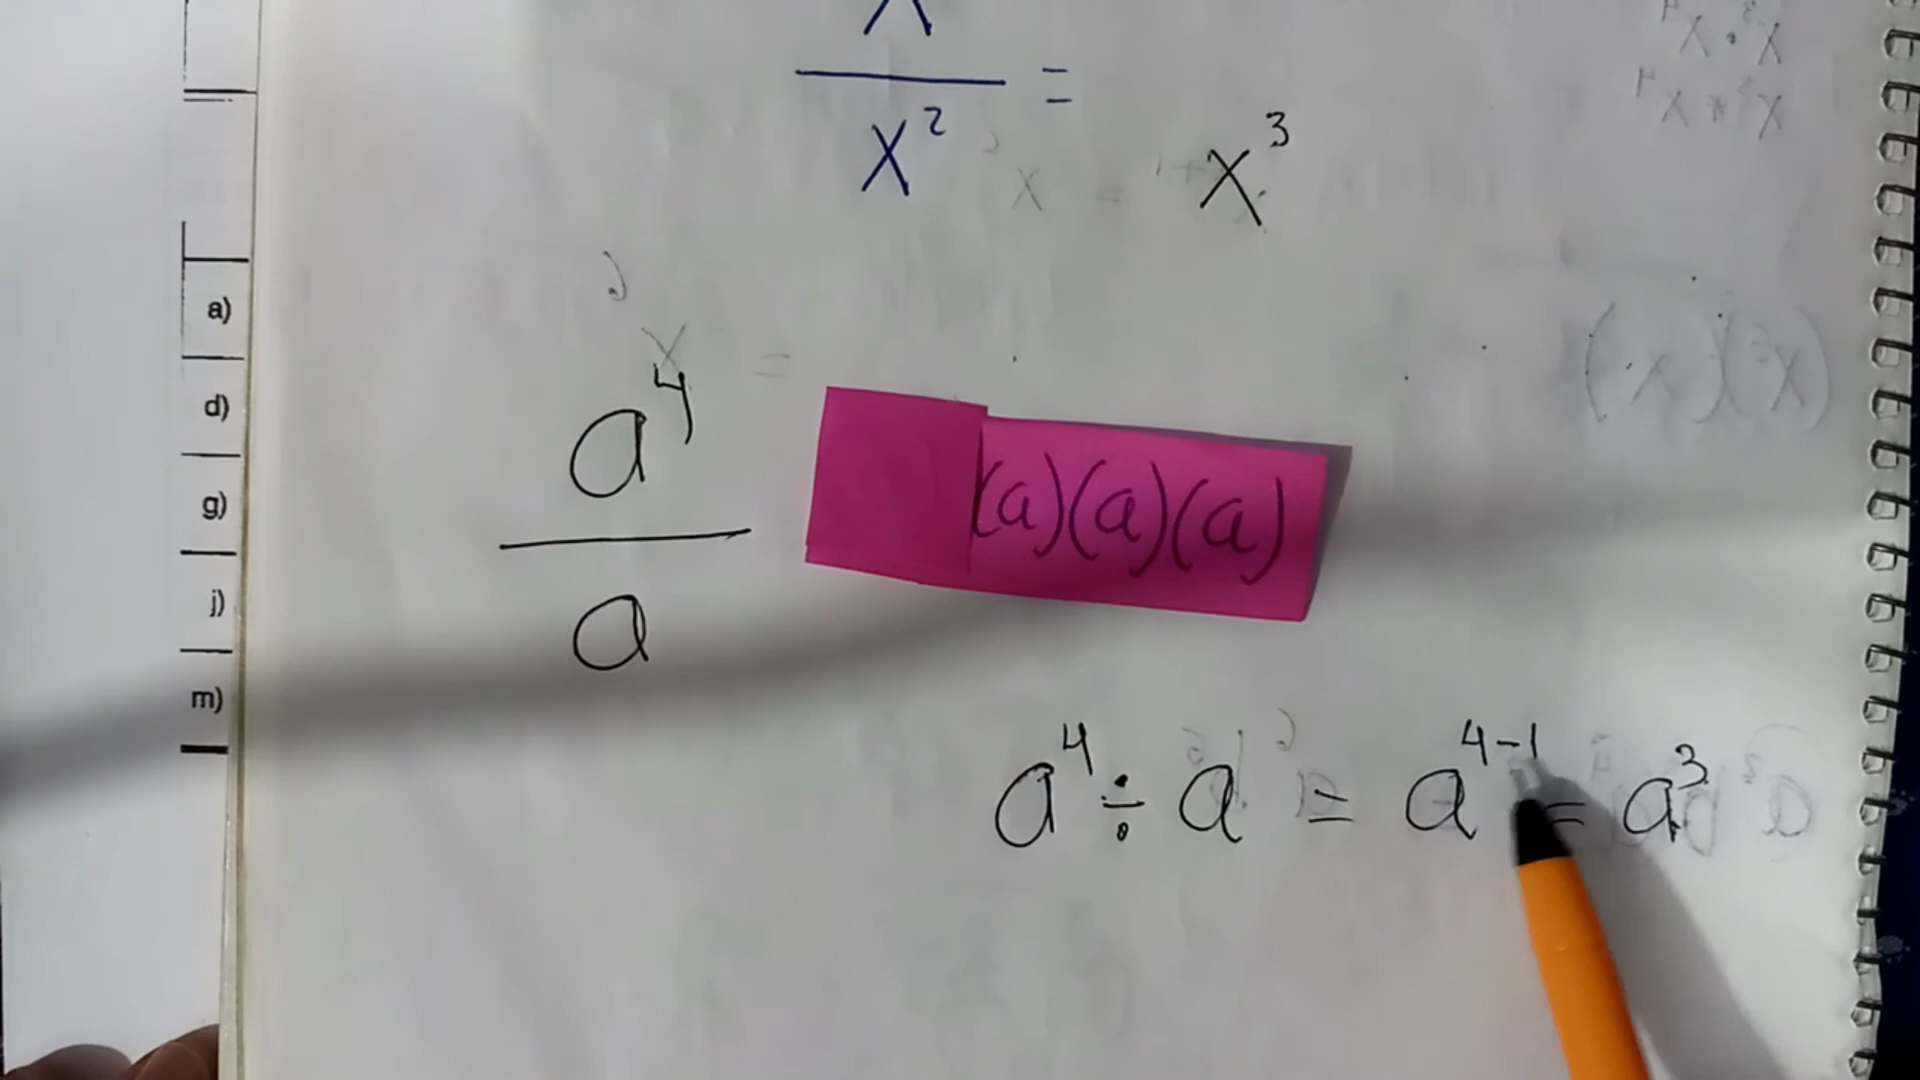 x
— =
x²
x³
a)
d)
g)
j)
m)
a⁴
—
a
(a)(a)(a)
a⁴ ÷ a = a⁴⁻¹ = a³